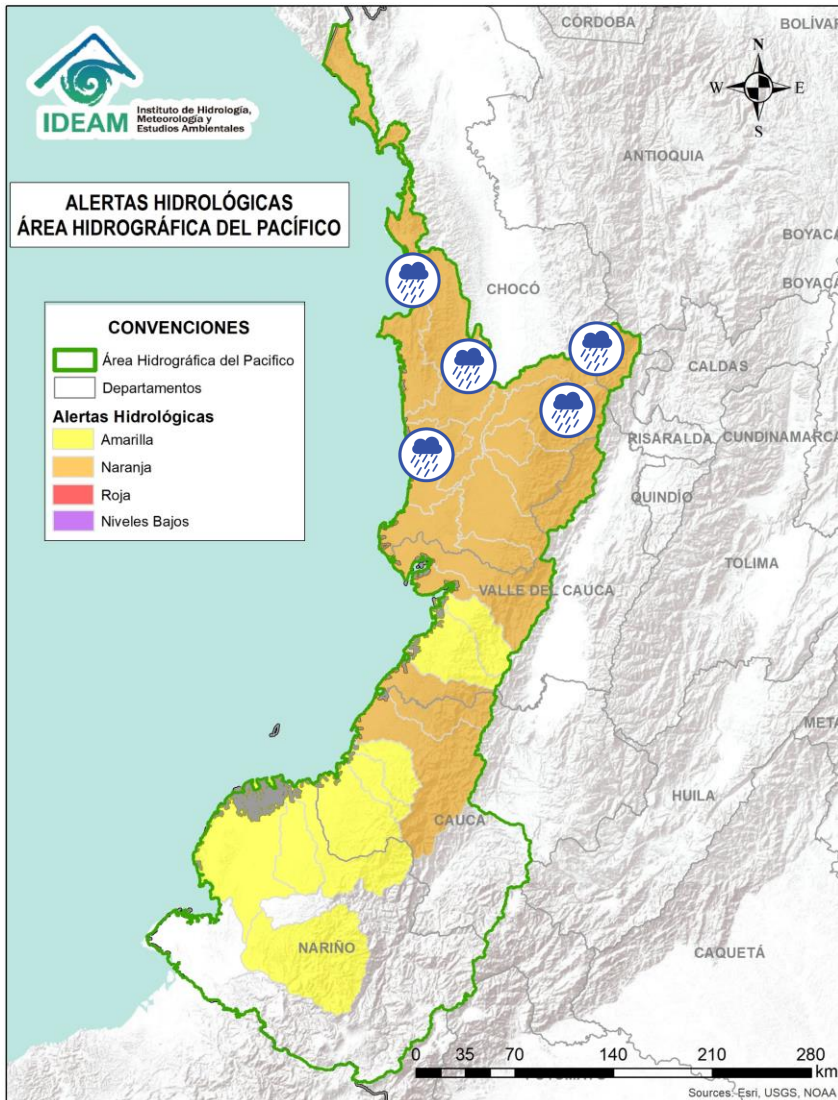 IDEAM
Instituto de Hidrología,
Meteorología y
Estudios Ambientales
ALERTAS HIDROLÓGICAS
ÁREA HIDROGRÁFICA DEL PACÍFICO
CONVENCIONES
Área Hidrográfica del Pacifico
Departamentos
Alertas Hidrológicas
Amarilla
Naranja
Roja
Niveles Bajos
N
W
E
S
CÓRDOBA
BOLÍVAR
ANTIOQUIA
BOYACÁ
CHOCÓ
BOYACÁ
CALDAS
RISARALDA
CUNDINAMARCA
QUINDÍO
TOLIMA
VALLE DEL CAUCA
META
HUILA
CAUCA
NARIÑO
CAQUETÁ
0 35 70 140 210 280
km
Sources: Esri, USGS, NOAA